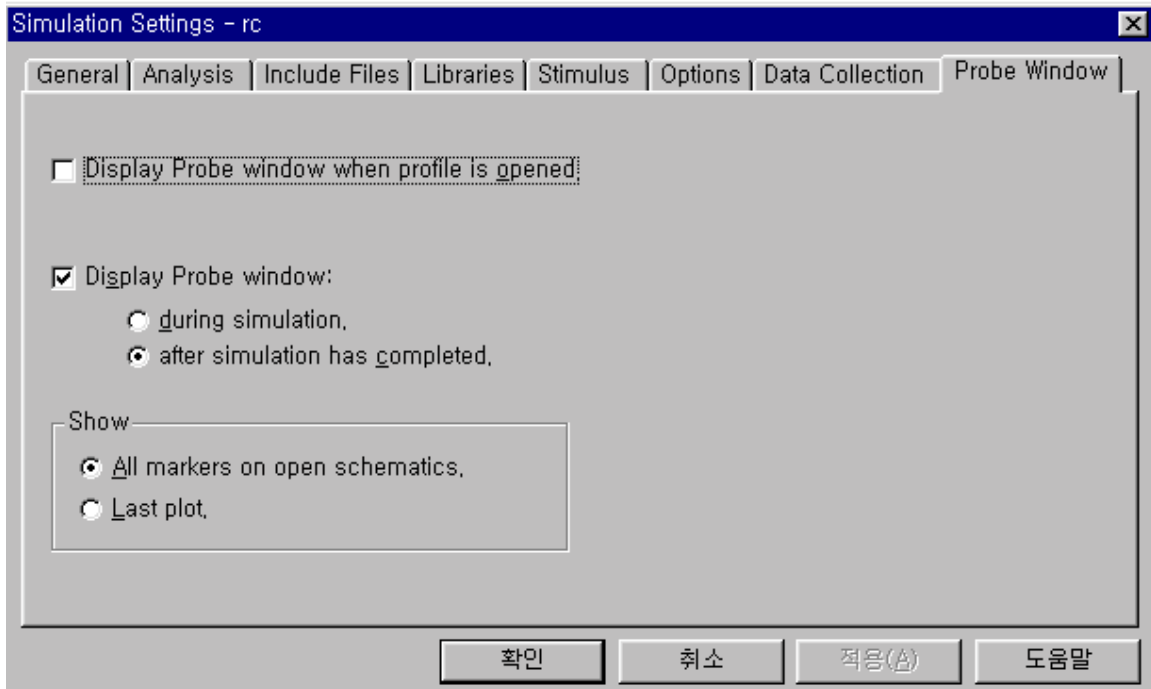 Simulation Settings - rc
General Analysis Include Files Libraries Stimulus Options Data Collection Probe Window
Display Probe window when profile is opened.
Display Probe window:
during simulation.
after simulation has completed.
Show
All markers on open schematics.
Last plot.
확인 취소 적용(A) 도움말